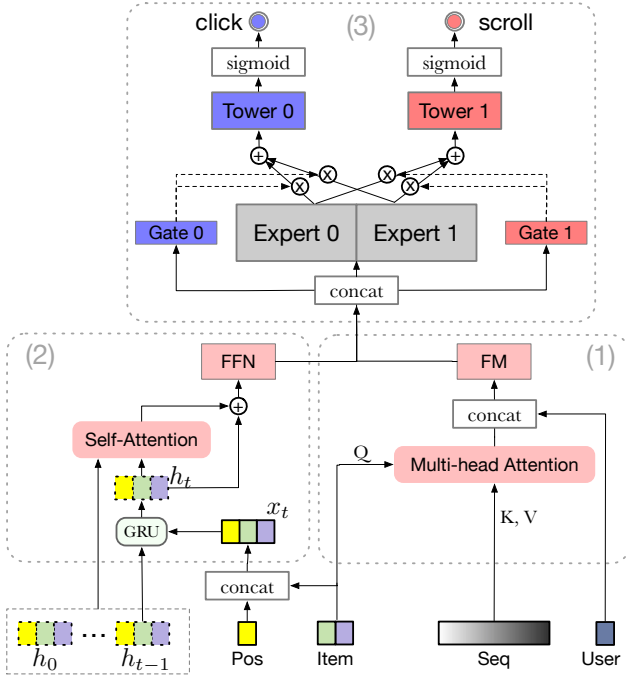 click
scroll
(3)
sigmoid
sigmoid
Tower 0
Tower 1
+
+
x
x
x
x
Gate 0
Expert 0
Expert 1
Gate 1
concat
(2)
(1)
FFN
FM
+
concat
Self-Attention
Q
Multi-head Attention
h_t
x_t
K, V
GRU
concat
...
h_0
h_{t-1}
Pos
Item
Seq
User